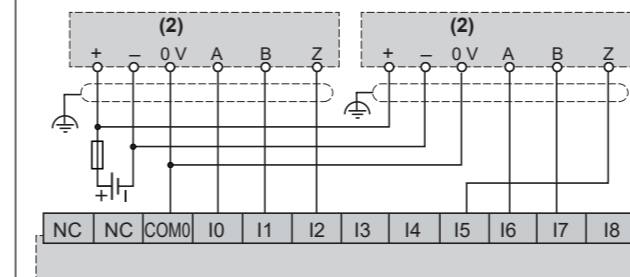 (2) (2)
+ – 0 V A B Z + – 0 V A B Z
+ –
NC NC COM0 I0 I1 I2 I3 I4 I5 I6 I7 I8